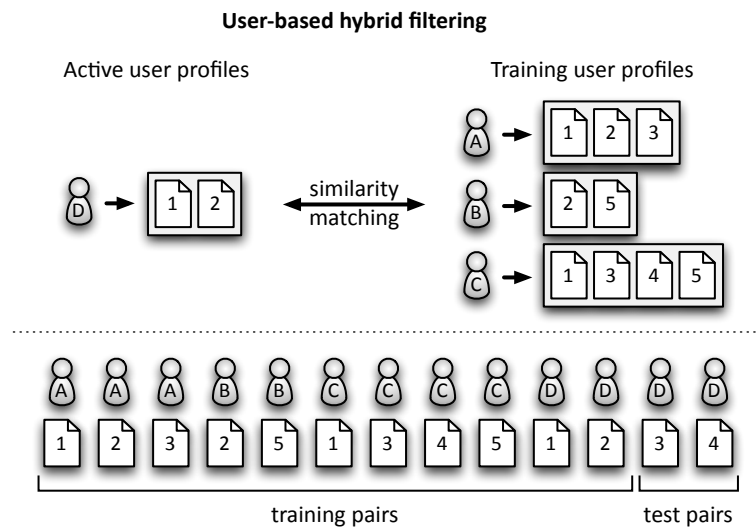 User-based hybrid filtering
Active user profiles
Training user profiles
A
1 2 3
D
1 2
similarity
matching
B
2 5
C
1 3 4 5
A A A B B C C C C D D D D
1 2 3 2 5 1 3 4 5 1 2 3 4
training pairs
test pairs